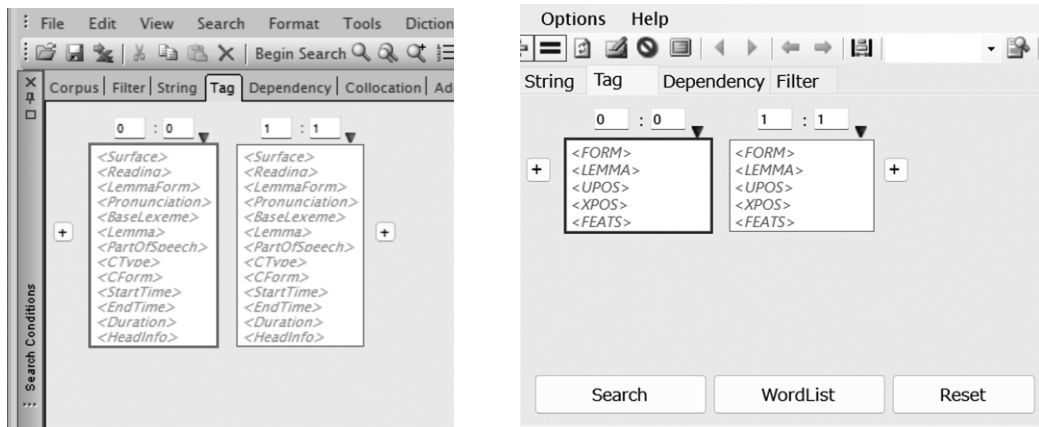 File Edit View Search Format Tools Diction
Begin Search
Corpus Filter String Tag Dependency Collocation Ad
0 : 0 1 : 1
<Surface> <Surface>
<Reading> <Reading>
<LemmaForm> <LemmaForm>
<Pronunciation> <Pronunciation>
<BaseLexeme> <BaseLexeme>
+ <Lemma> <Lemma> +
<PartOfSpeech> <PartOfSpeech>
<CType> <CType>
<CForm> <CForm>
<StartTime> <StartTime>
<EndTime> <EndTime>
<Duration> <Duration>
<HeadInfo> <HeadInfo>
Search Conditions
Options Help
String Tag Dependency Filter
0 : 0 1 : 1
<FORM> <FORM>
+ <LEMMA> <LEMMA> +
<UPOS> <UPOS>
<XPOS> <XPOS>
<FEATS> <FEATS>
Search WordList Reset